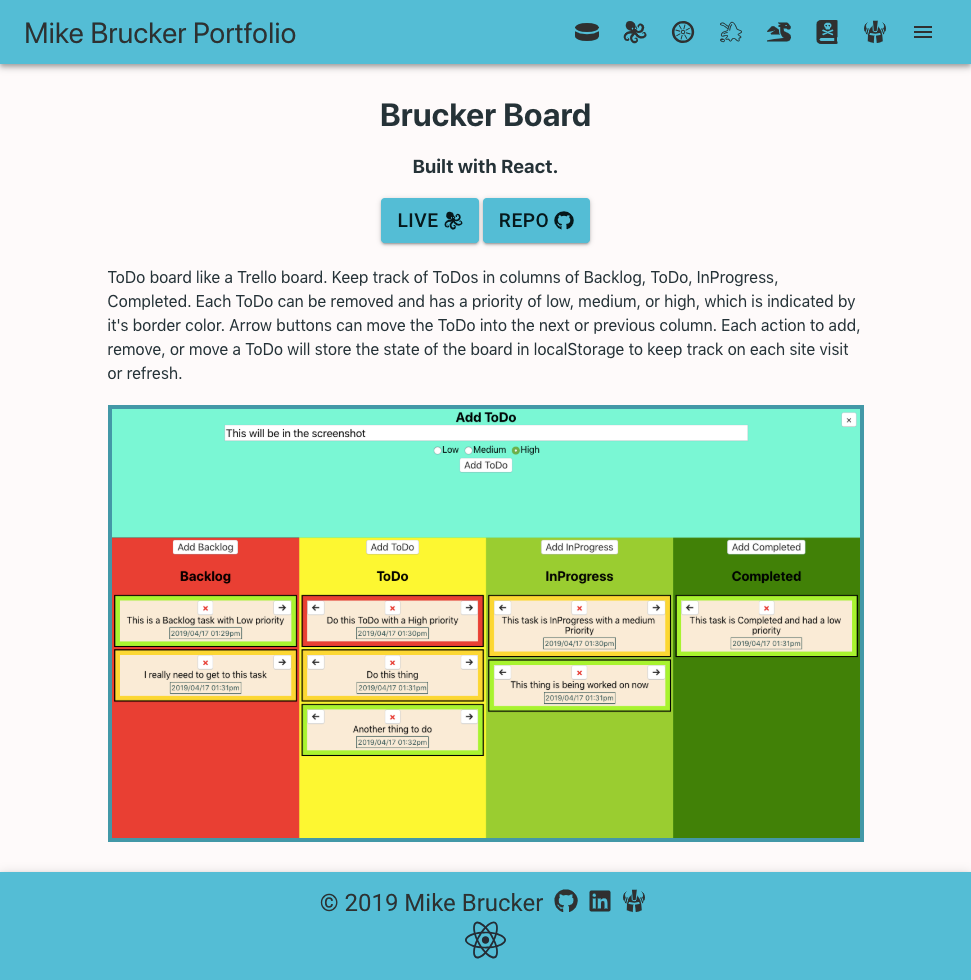 Mike Brucker Portfolio
Brucker Board
Built with React.
LIVE
REPO
ToDo board like a Trello board. Keep track of ToDos in columns of Backlog, ToDo, InProgress,
Completed. Each ToDo can be removed and has a priority of low, medium, or high, which is indicated by
it's border color. Arrow buttons can move the ToDo into the next or previous column. Each action to add,
remove, or move a ToDo will store the state of the board in localStorage to keep track on each site visit
or refresh.
Add ToDo
This will be in the screenshot
Low Medium High
Add ToDo
Add Backlog
Backlog
This is a Backlog task with Low priority
2019/04/17 01:29pm
I really need to get to this task
2019/04/17 01:31pm
Add ToDo
ToDo
Do this ToDo with a High priority
2019/04/17 01:30pm
Do this thing
2019/04/17 01:31pm
Another thing to do
2019/04/17 01:32pm
Add InProgress
InProgress
This task is InProgress with a medium
Priority
2019/04/17 01:30pm
This thing is being worked on now
2019/04/17 01:31pm
Add Completed
Completed
This task is Completed and had a low
priority
2019/04/17 01:31pm
© 2019 Mike Brucker